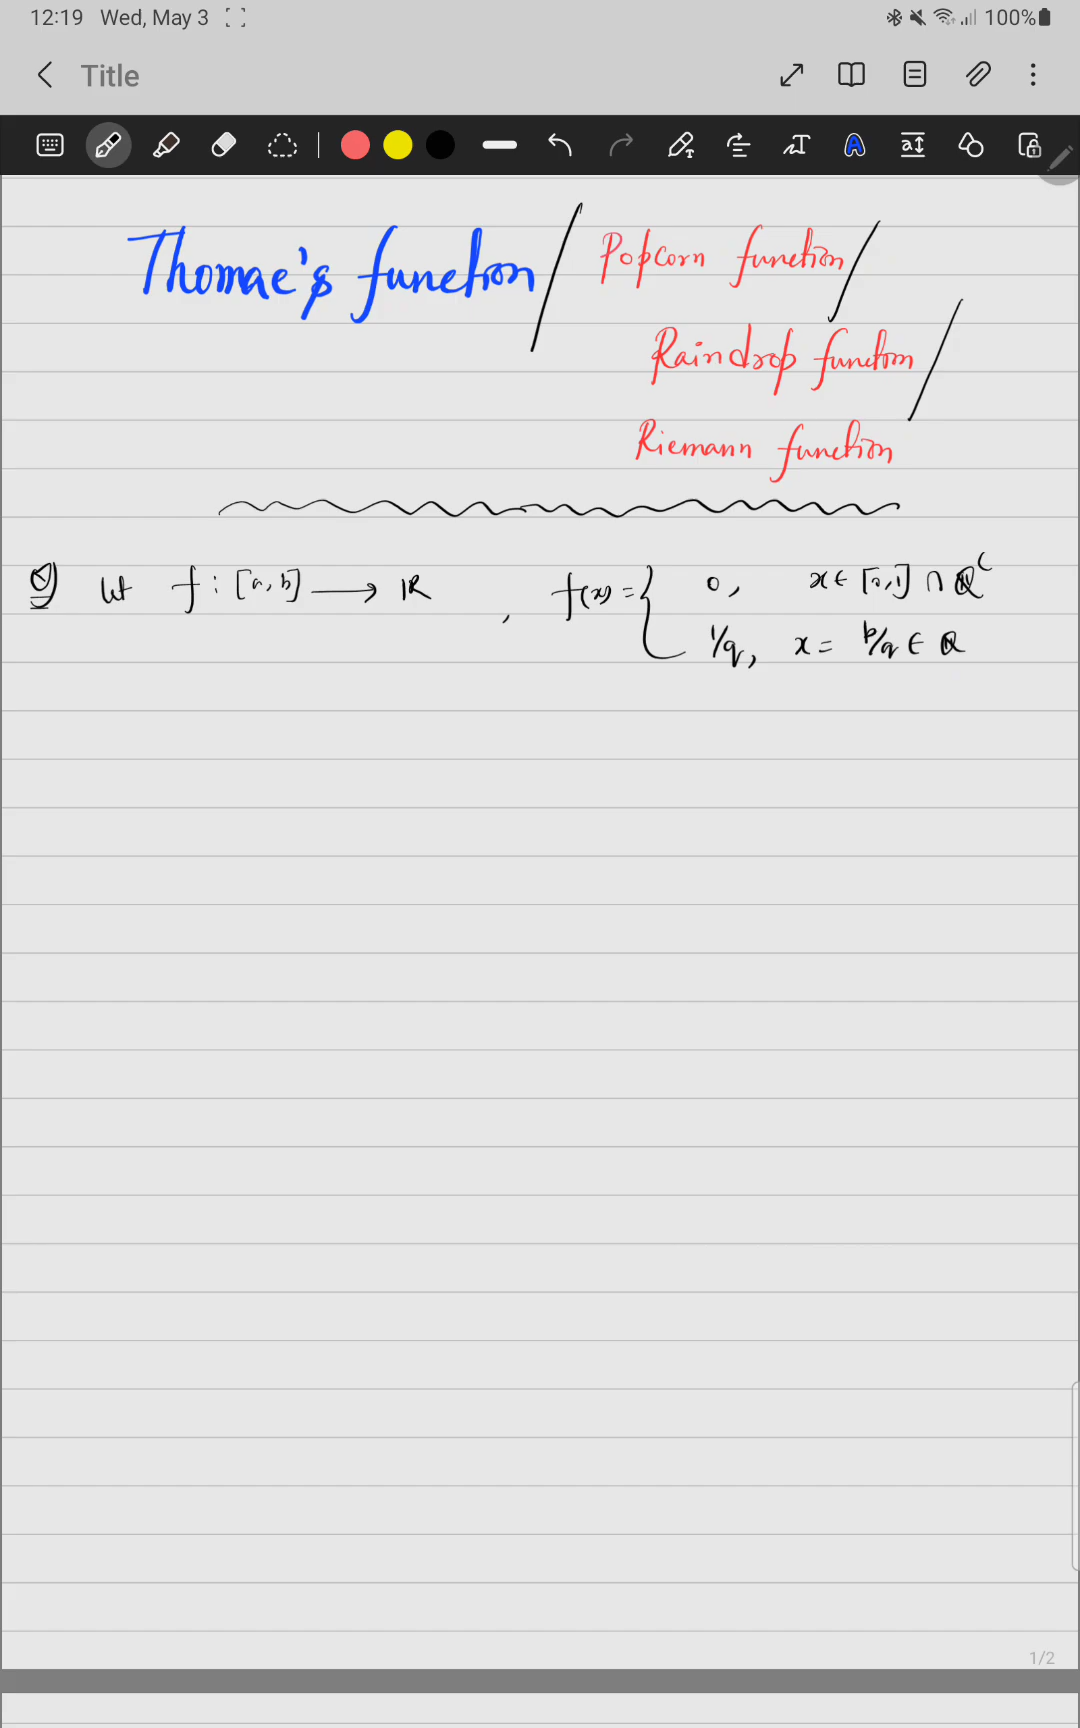 12:19 Wed, May 3 100%
Title
Thomae's function / Popcorn function /
Raindrop function /
Riemann function
Q) let f : [a, b] ⟶ ℝ , f(x) = { 0, x ∈ [0,1] ∩ ℚᶜ
1/q, x = p/q ∈ ℚ
1/2